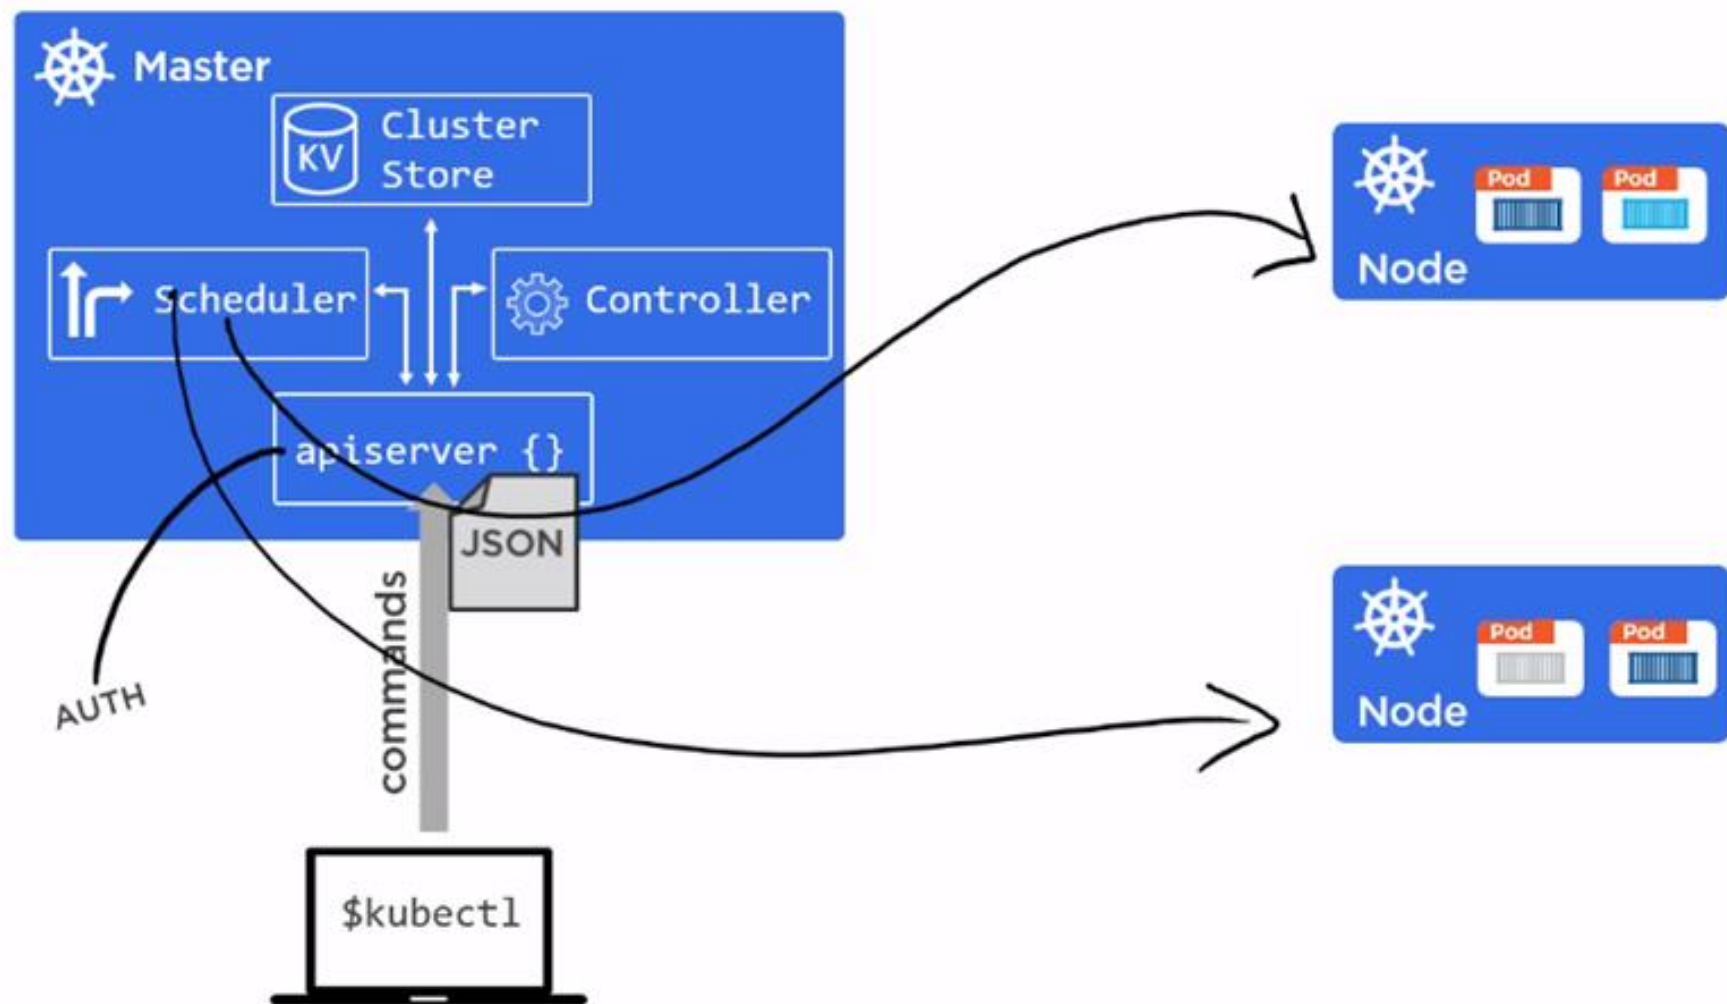 Master
KV
Cluster
Store
Scheduler
Controller
apiserver {}
JSON
commands
AUTH
$kubectl
Pod
Pod
Node
Pod
Pod
Node